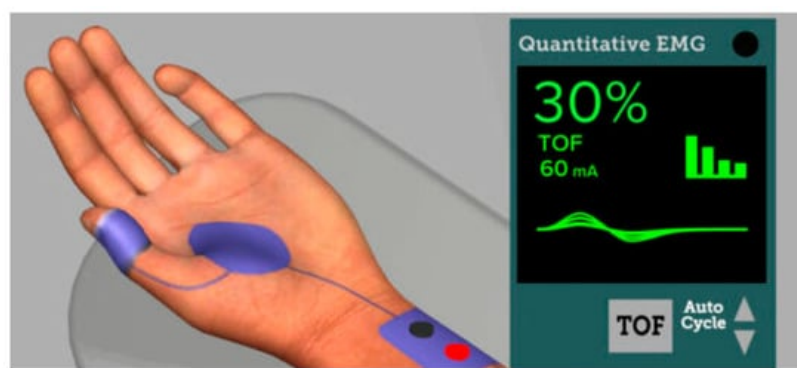 Quantitative EMG
30%
TOF
60 mA
TOF
Auto
Cycle